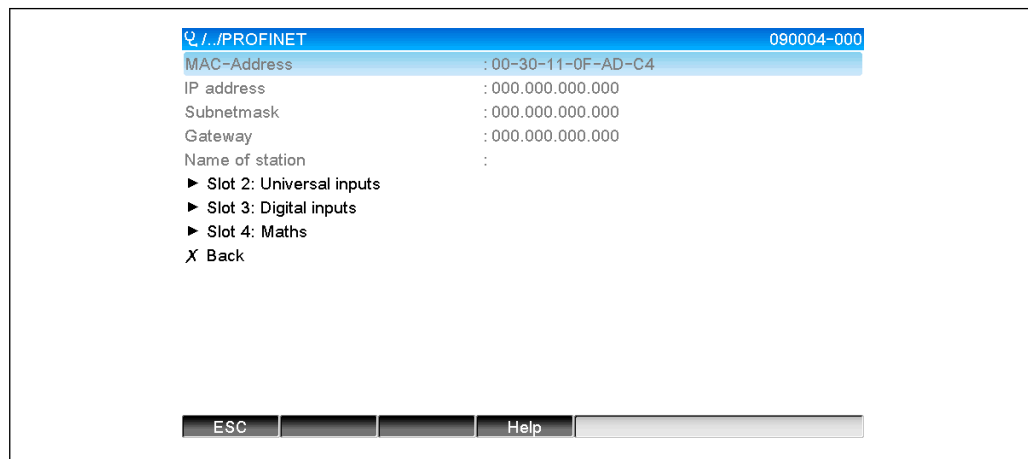 /../PROFINET 090004-000
MAC-Address : 00-30-11-0F-AD-C4
IP address : 000.000.000.000
Subnetmask : 000.000.000.000
Gateway : 000.000.000.000
Name of station :
► Slot 2: Universal inputs
► Slot 3: Digital inputs
► Slot 4: Maths
X Back
ESC Help